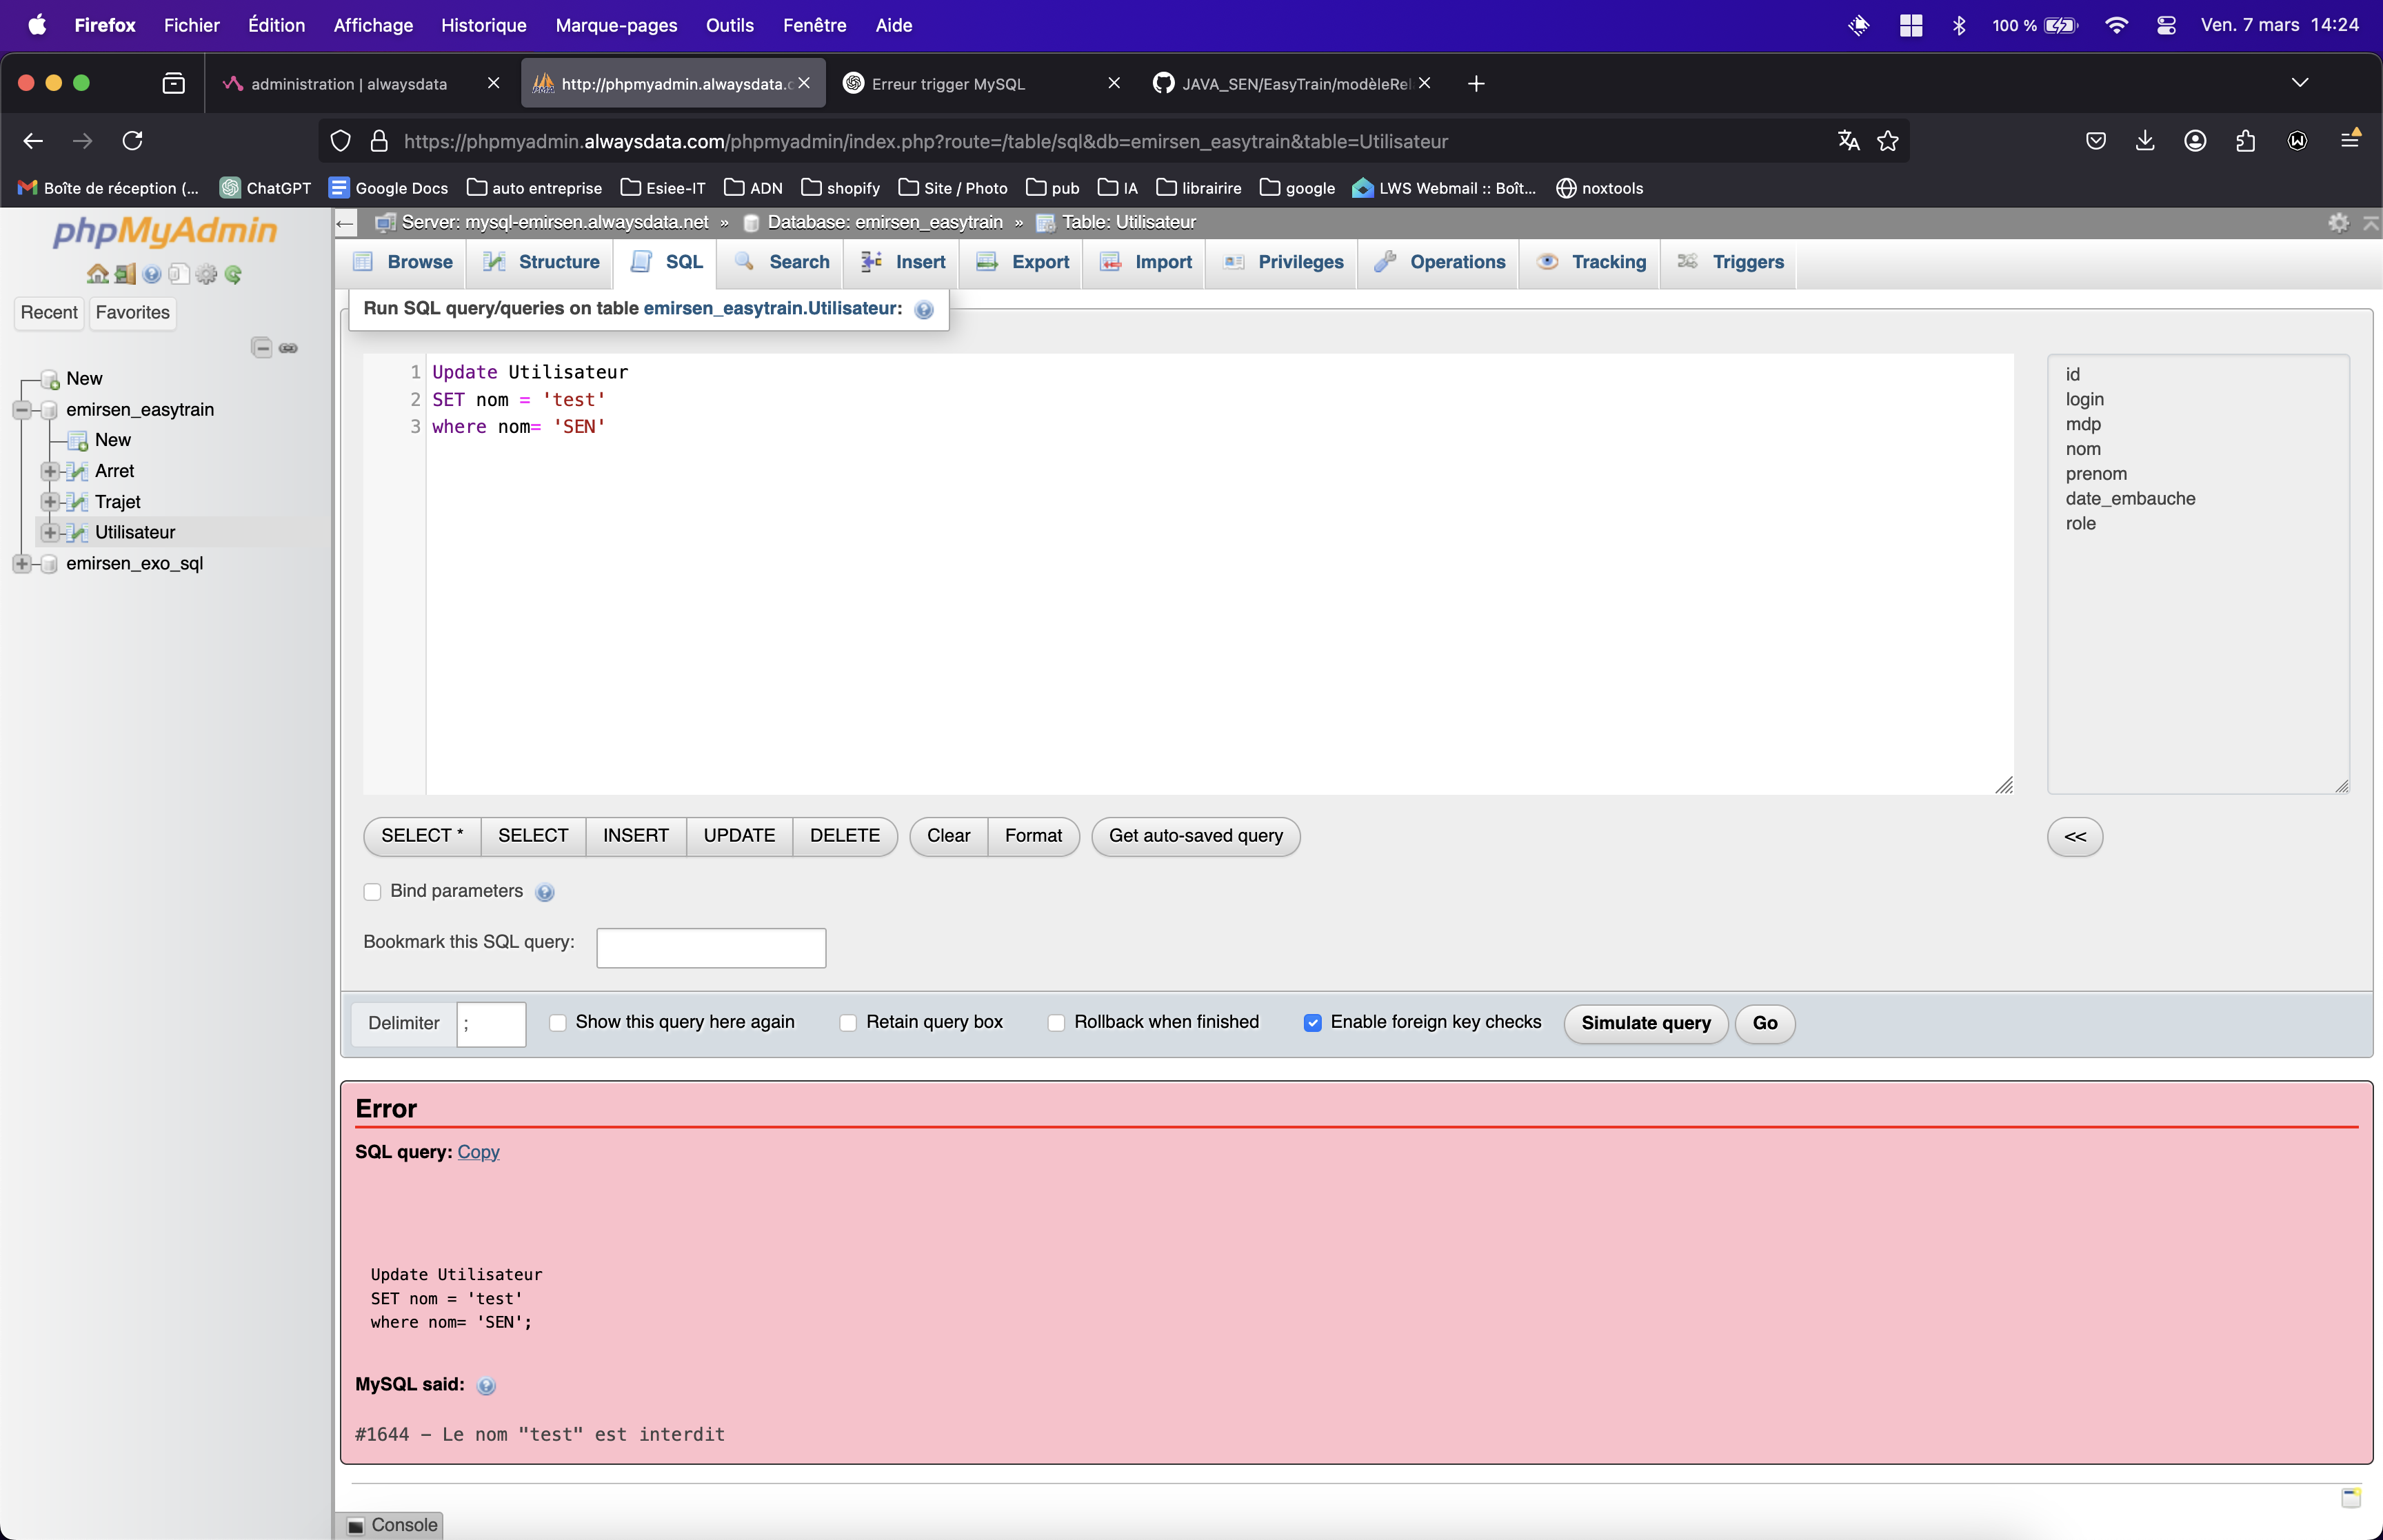 Firefox Fichier Édition Affichage Historique Marque-pages Outils Fenêtre Aide 100 % Ven. 7 mars 14:24
administration | alwaysdata http://phpmyadmin.alwaysdata.c Erreur trigger MySQL JAVA_SEN/EasyTrain/modèleRel
https://phpmyadmin.alwaysdata.com/phpmyadmin/index.php?route=/table/sql&db=emirsen_easytrain&table=Utilisateur
Boîte de réception (... ChatGPT Google Docs auto entreprise Esiee-IT ADN shopify Site / Photo pub IA librairire google LWS Webmail :: Boît... noxtools
phpMyAdmin
Recent Favorites
New
emirsen_easytrain
New
Arret
Trajet
Utilisateur
emirsen_exo_sql
Server: mysql-emirsen.alwaysdata.net » Database: emirsen_easytrain » Table: Utilisateur
Browse Structure SQL Search Insert Export Import Privileges Operations Tracking Triggers
Run SQL query/queries on table emirsen_easytrain.Utilisateur:
1 Update Utilisateur
2 SET nom = 'test'
3 where nom= 'SEN'
id
login
mdp
nom
prenom
date_embauche
role
SELECT * SELECT INSERT UPDATE DELETE Clear Format Get auto-saved query <<
Bind parameters
Bookmark this SQL query:
Delimiter ; Show this query here again Retain query box Rollback when finished Enable foreign key checks Simulate query Go
Error
SQL query: Copy
Update Utilisateur
SET nom = 'test'
where nom= 'SEN';
MySQL said:
#1644 - Le nom "test" est interdit
Console